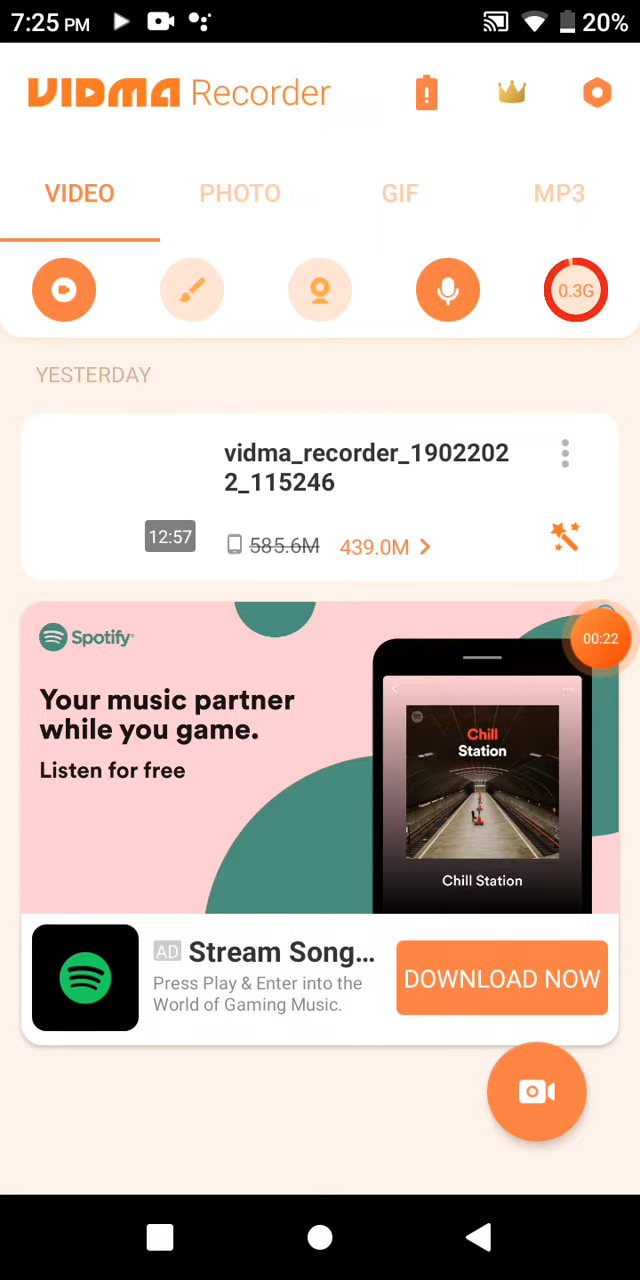 7:25 PM
20%
VIDMA Recorder
VIDEO
PHOTO
GIF
MP3
0.3G
YESTERDAY
vidma_recorder_1902202
2_115246
12:57
585.6M
439.0M
Spotify
00:22
Your music partner
while you game.
Listen for free
Chill
Station
Chill Station
AD Stream Song...
Press Play & Enter into the
World of Gaming Music.
DOWNLOAD NOW